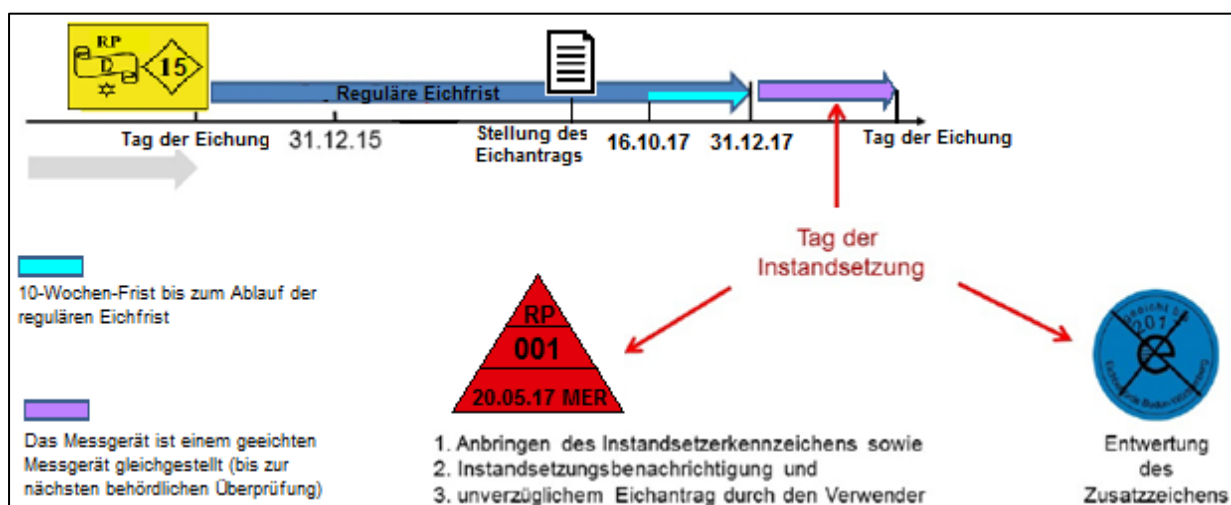 RP
D
15
Reguläre Eichfrist
Tag der Eichung
31.12.15
Stellung des
Eichantrags
16.10.17
31.12.17
Tag der Eichung
Tag der
Instandsetzung
10-Wochen-Frist bis zum Ablauf der
regulären Eichfrist
RP
001
20.05.17 MER
Das Messgerät ist einem geeichten
Messgerät gleichgestellt (bis zur
nächsten behördlichen Überprüfung)
1. Anbringen des Instandsetzerkennzeichens sowie
2. Instandsetzungsbenachrichtigung und
3. unverzüglichem Eichantrag durch den Verwender
Entwertung
des
Zusatzzeichens